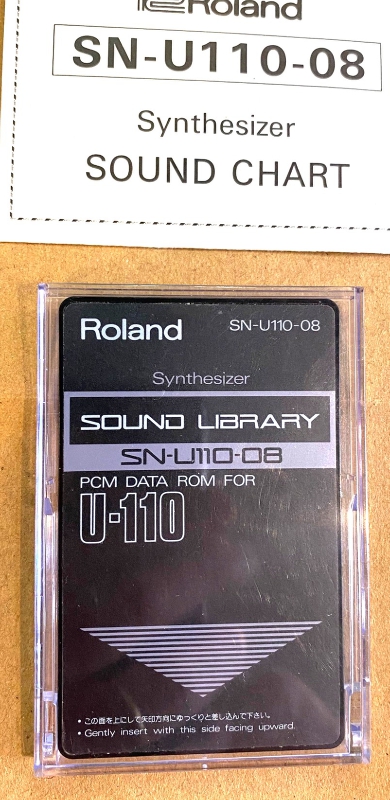 Roland
SN-U110-08
Synthesizer
SOUND CHART
Roland SN-U110-08
Synthesizer
SOUND LIBRARY
SN-U110-08
PCM DATA ROM FOR
U-110
• この面を上にして矢印方向にゆっくりと差し込んで下さい。
• Gently insert with this side facing upward.